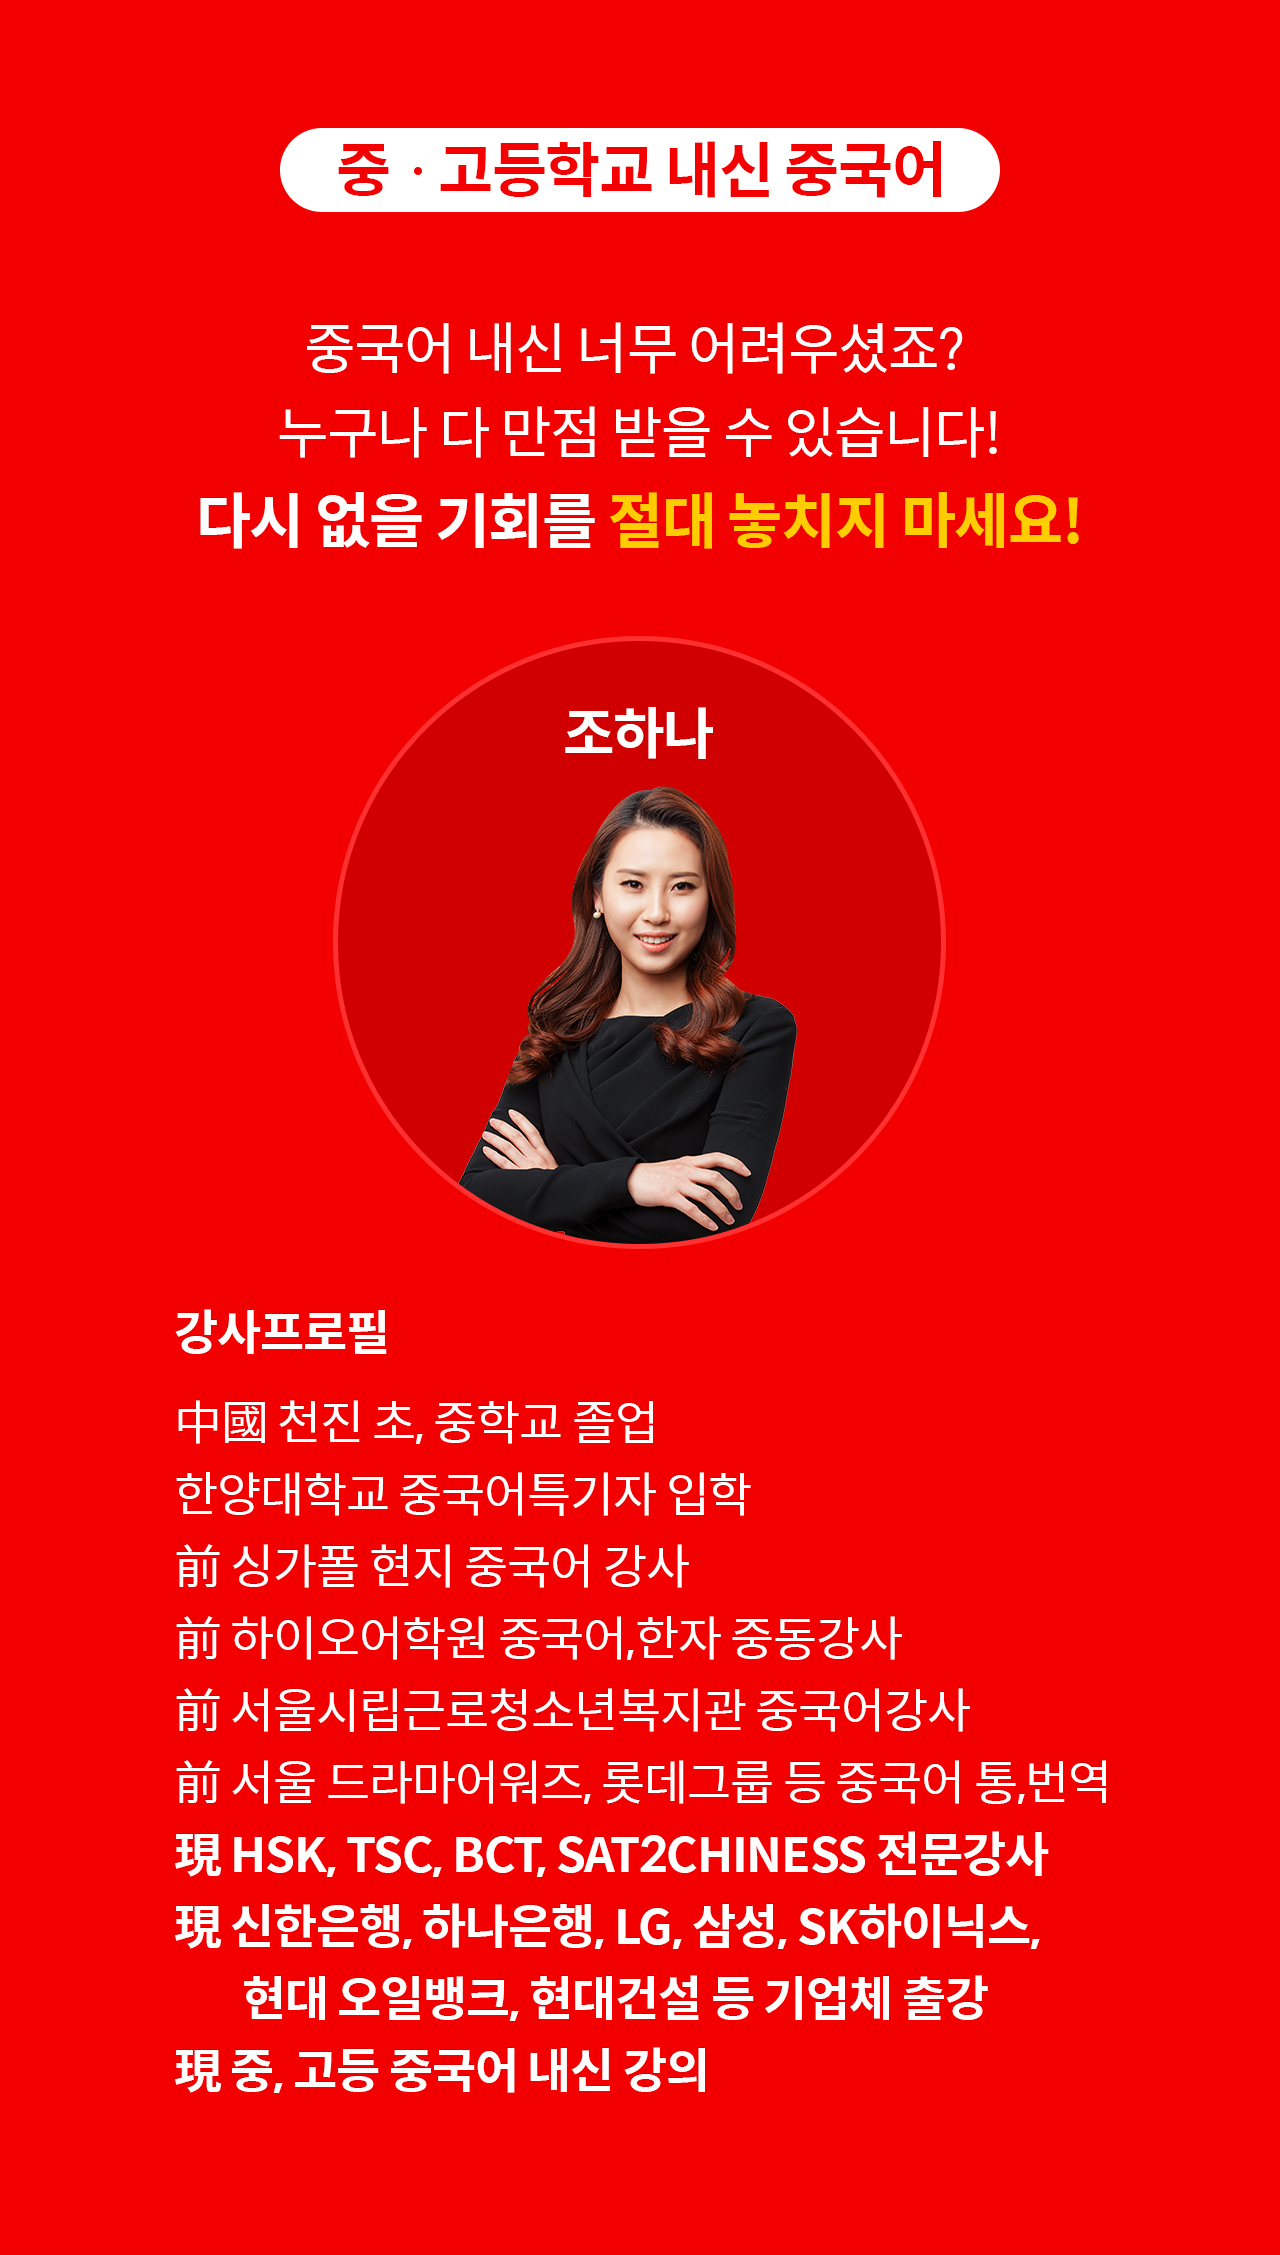 중 · 고등학교 내신 중국어
중국어 내신 너무 어려우셨죠?
누구나 다 만점 받을 수 있습니다!
다시 없을 기회를 절대 놓치지 마세요!
조하나
강사프로필
中國 천진 초, 중학교 졸업
한양대학교 중국어특기자 입학
前 싱가폴 현지 중국어 강사
前 하이오어학원 중국어,한자 중동강사
前 서울시립근로청소년복지관 중국어강사
前 서울 드라마어워즈, 롯데그룹 등 중국어 통,번역
現 HSK, TSC, BCT, SAT2CHINESS 전문강사
現 신한은행, 하나은행, LG, 삼성, SK하이닉스,
현대 오일뱅크, 현대건설 등 기업체 출강
現 중, 고등 중국어 내신 강의